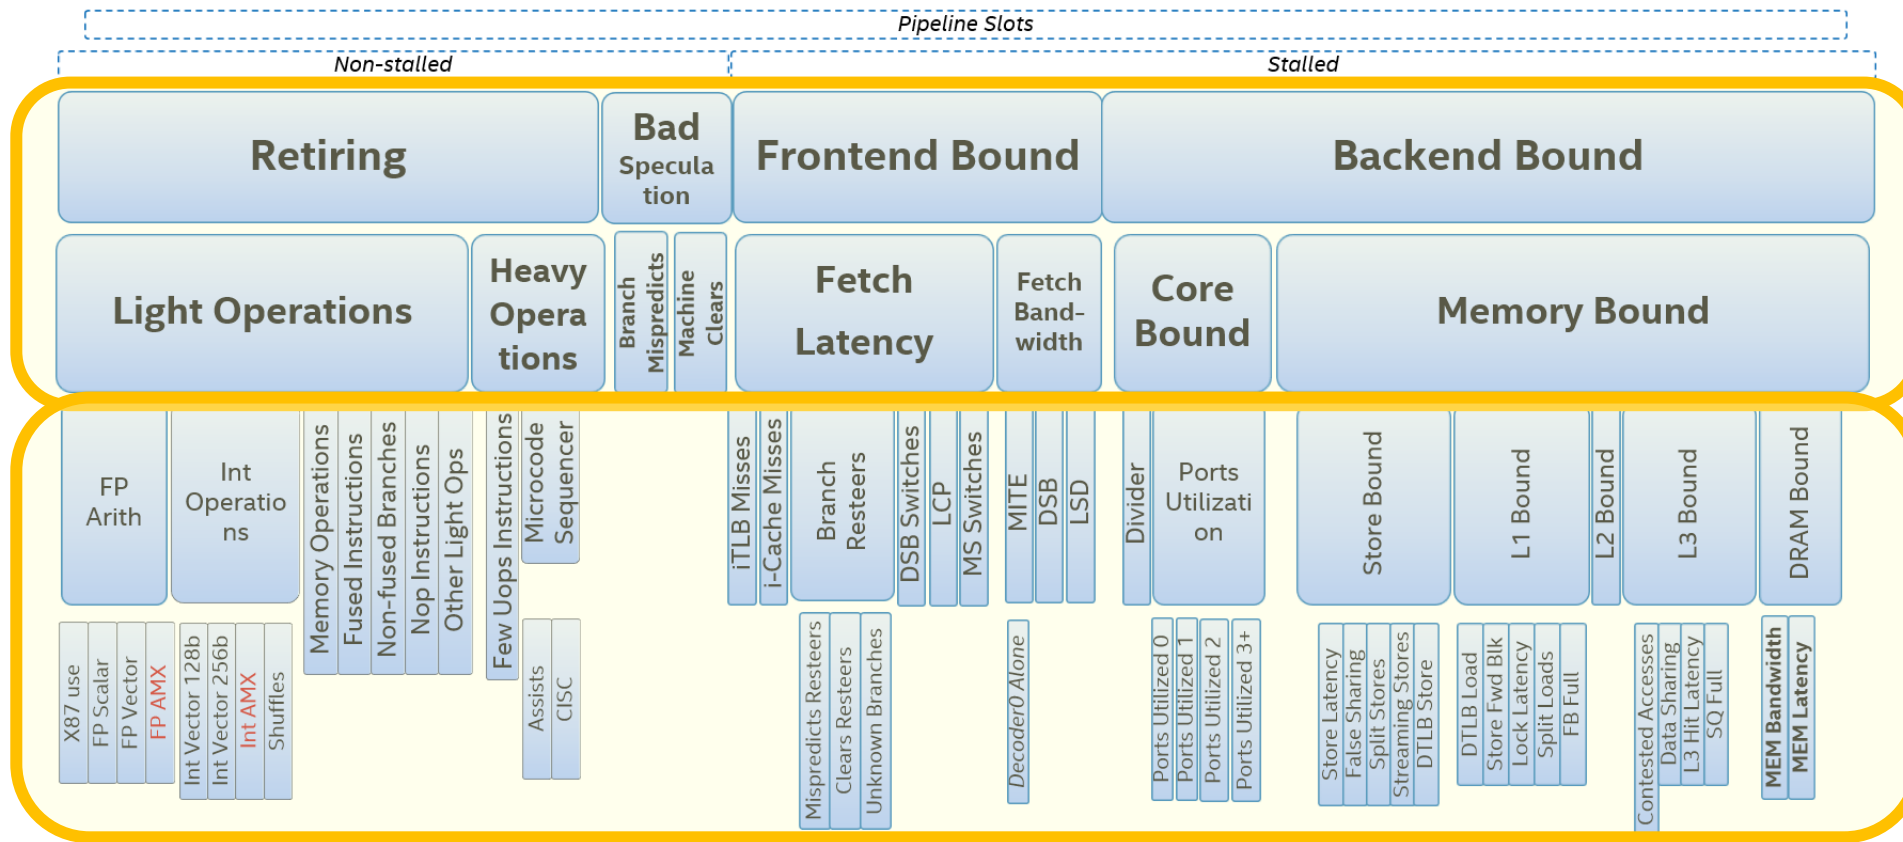 Pipeline Slots
Non-stalled
Stalled
Retiring
Bad
Specula
tion
Frontend Bound
Backend Bound
Light Operations
Heavy
Opera
tions
Branch
Mispredicts
Machine
Clears
Fetch
Latency
Fetch
Band-
width
Core
Bound
Memory Bound
FP
Arith
Int
Operatio
ns
Memory Operations
Fused Instructions
Non-fused Branches
Nop Instructions
Other Light Ops
Few Uops Instructions
Microcode
Sequencer
iTLB Misses
i-Cache Misses
Branch
Resteers
DSB Switches
LCP
MS Switches
MITE
DSB
LSD
Divider
Ports
Utilizati
on
Store Bound
L1 Bound
L2 Bound
L3 Bound
DRAM Bound
X87 use
FP Scalar
FP Vector
FP AMX
Int Vector 128b
Int Vector 256b
Int AMX
Shuffles
Assists
CISC
Mispredicts Resteers
Clears Resteers
Unknown Branches
Decoder0 Alone
Ports Utilized 0
Ports Utilized 1
Ports Utilized 2
Ports Utilized 3+
Store Latency
False Sharing
Split Stores
Streaming Stores
DTLB Store
DTLB Load
Store Fwd Blk
Lock Latency
Split Loads
FB Full
Contested Accesses
Data Sharing
L3 Hit Latency
SQ Full
MEM Bandwidth
MEM Latency